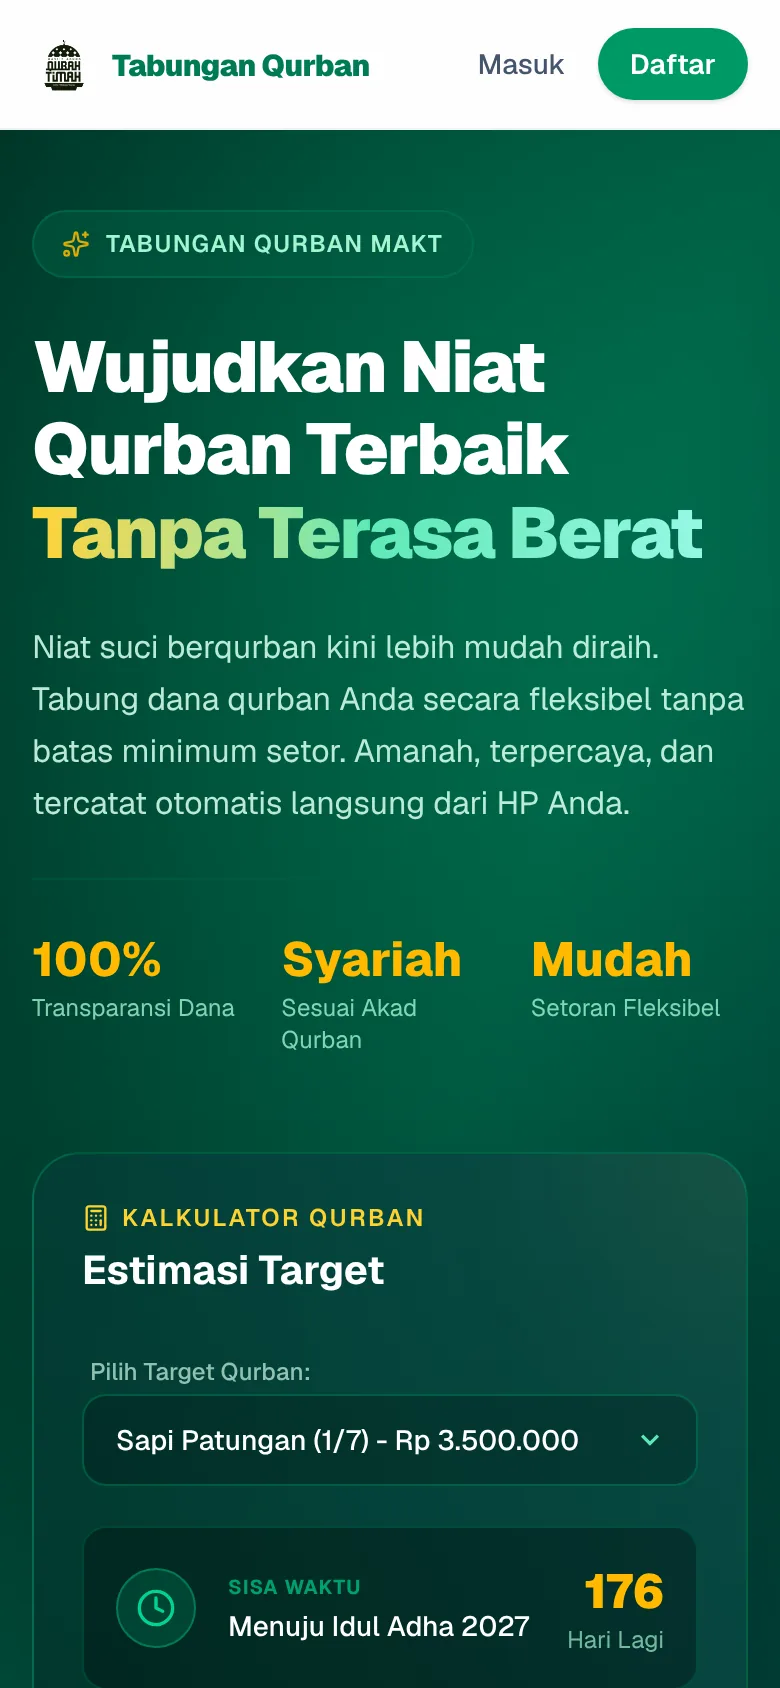 QUBAH
TIMAH
Tabungan Qurban
Masuk
Daftar
TABUNGAN QURBAN MAKT
Wujudkan Niat
Qurban Terbaik
Tanpa Terasa Berat
Niat suci berqurban kini lebih mudah diraih.
Tabung dana qurban Anda secara fleksibel tanpa
batas minimum setor. Amanah, terpercaya, dan
tercatat otomatis langsung dari HP Anda.
100%
Transparansi Dana
Syariah
Sesuai Akad
Qurban
Mudah
Setoran Fleksibel
KALKULATOR QURBAN
Estimasi Target
Pilih Target Qurban:
Sapi Patungan (1/7) - Rp 3.500.000
SISA WAKTU
Menuju Idul Adha 2027
176
Hari Lagi